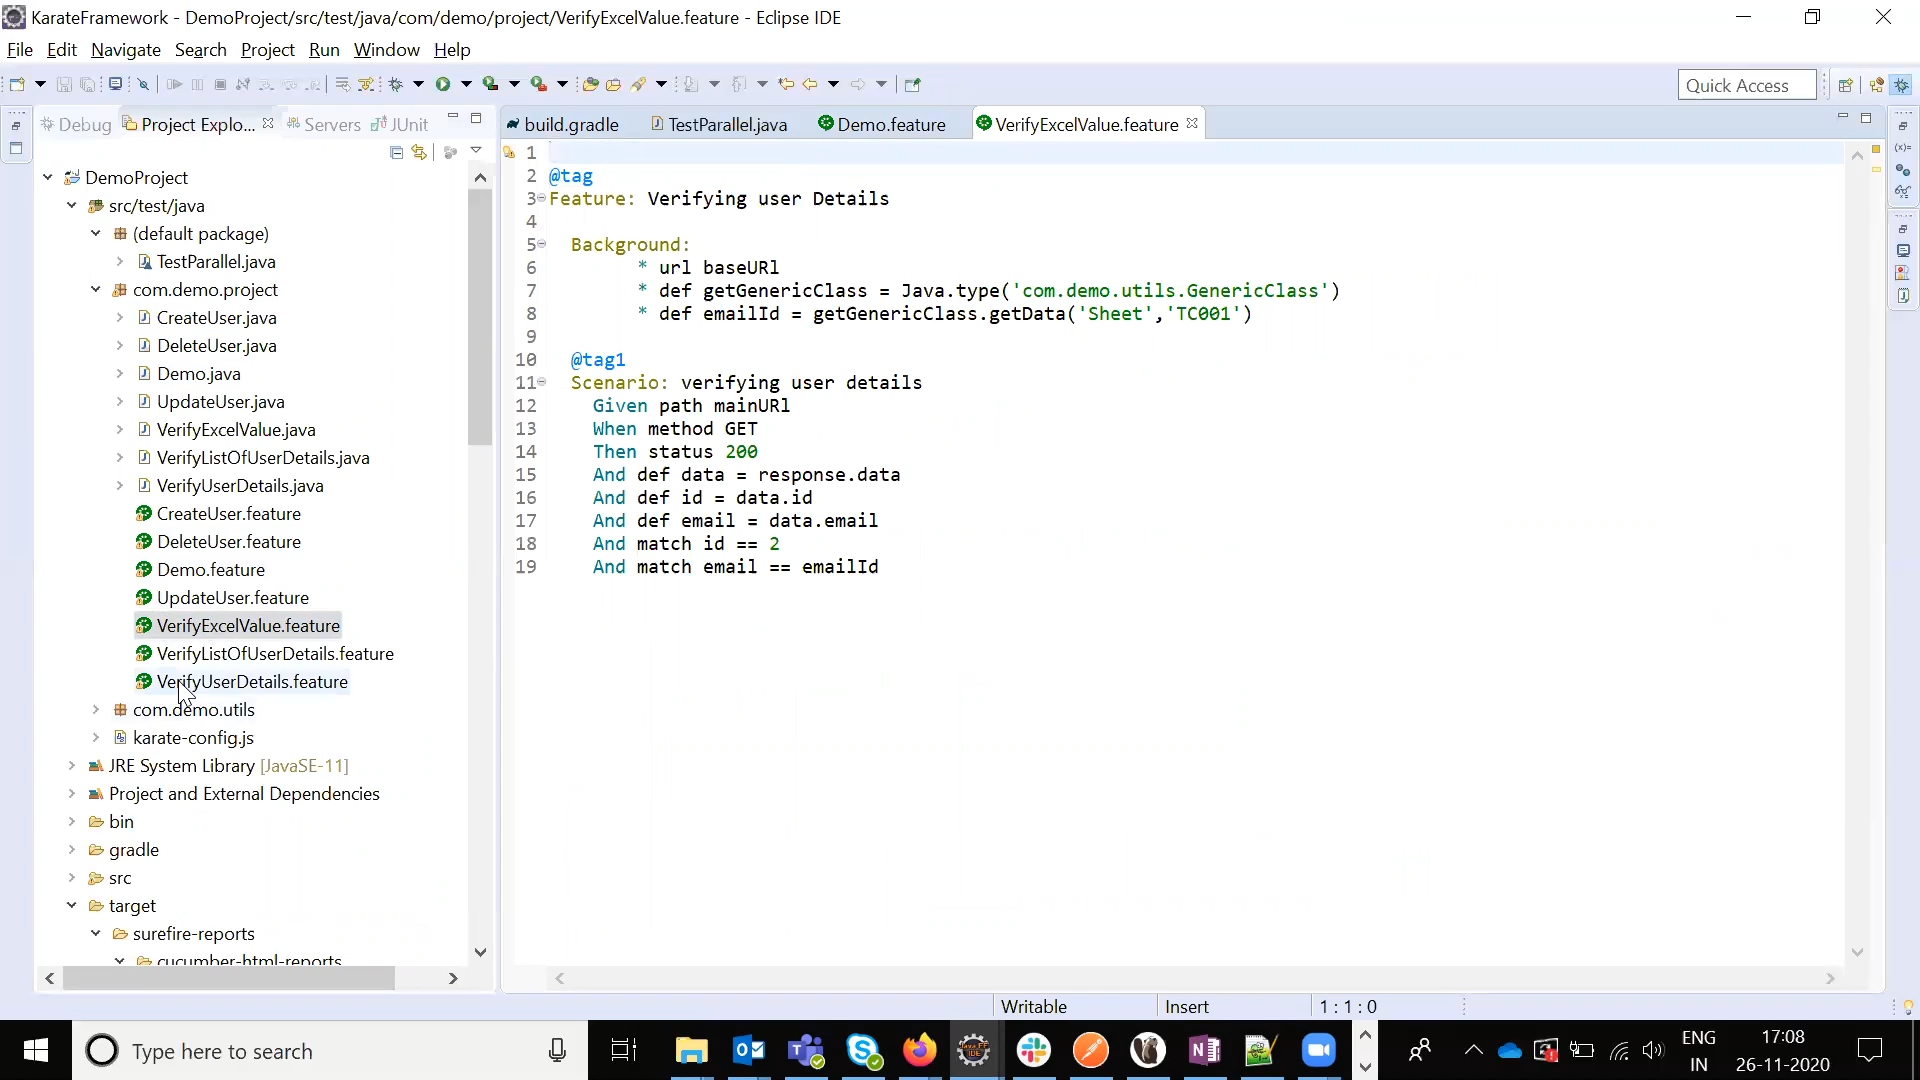 KarateFramework - DemoProject/src/test/java/com/demo/project/VerifyExcelValue.feature - Eclipse IDE
File Edit Navigate Search Project Run Window Help
Quick Access
Debug Project Explo... Servers JUnit
build.gradle TestParallel.java Demo.feature VerifyExcelValue.feature
DemoProject
src/test/java
(default package)
TestParallel.java
com.demo.project
CreateUser.java
DeleteUser.java
Demo.java
UpdateUser.java
VerifyExcelValue.java
VerifyListOfUserDetails.java
VerifyUserDetails.java
CreateUser.feature
DeleteUser.feature
Demo.feature
UpdateUser.feature
VerifyExcelValue.feature
VerifyListOfUserDetails.feature
VerifyUserDetails.feature
com.demo.utils
karate-config.js
JRE System Library [JavaSE-11]
Project and External Dependencies
bin
gradle
src
target
surefire-reports
cucumber-html-reports
1
2 @tag
3 Feature: Verifying user Details
4
5 Background:
6 * url baseURl
7 * def getGenericClass = Java.type('com.demo.utils.GenericClass')
8 * def emailId = getGenericClass.getData('Sheet','TC001')
9
10 @tag1
11 Scenario: verifying user details
12 Given path mainURl
13 When method GET
14 Then status 200
15 And def data = response.data
16 And def id = data.id
17 And def email = data.email
18 And match id == 2
19 And match email == emailId
Writable Insert 1 : 1 : 0
Type here to search
ENG
IN
17:08
26-11-2020